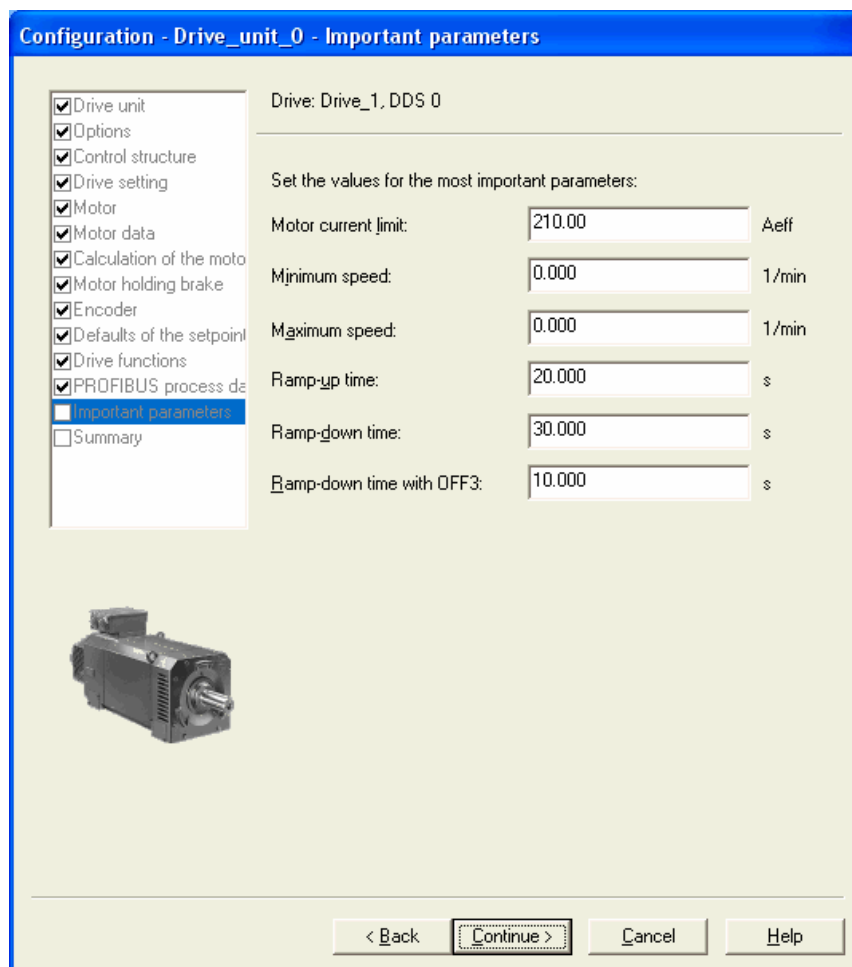 Configuration - Drive_unit_0 - Important parameters
Drive unit
Options
Control structure
Drive setting
Motor
Motor data
Calculation of the moto
Motor holding brake
Encoder
Defaults of the setpoint
Drive functions
PROFIBUS process da
Important parameters
Summary
Drive: Drive_1, DDS 0
Set the values for the most important parameters:
Motor current limit: 210.00 Aeff
Minimum speed: 0.000 1/min
Maximum speed: 0.000 1/min
Ramp-up time: 20.000 s
Ramp-down time: 30.000 s
Ramp-down time with OFF3: 10.000 s
< Back Continue > Cancel Help